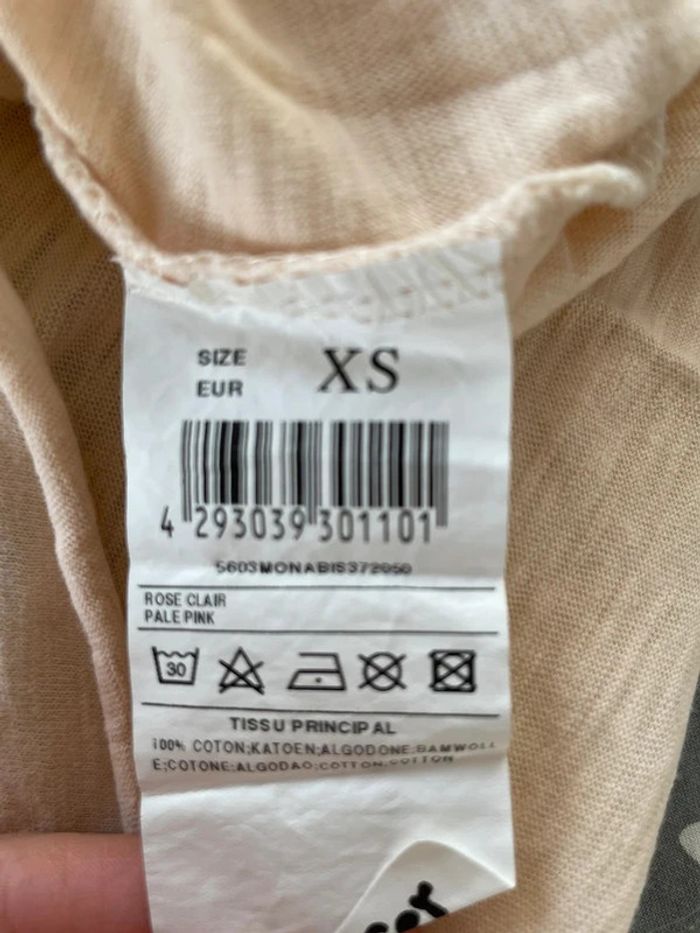 SIZE XS
EUR
4 293039 301101
5603MONABIS372050
ROSE CLAIR
PALE PINK
30
TISSU PRINCIPAL
100% COTON;KATOEN;ALGODONE;BAMWOLL
E;COTONE;ALGODAO;COTTON;COTTON